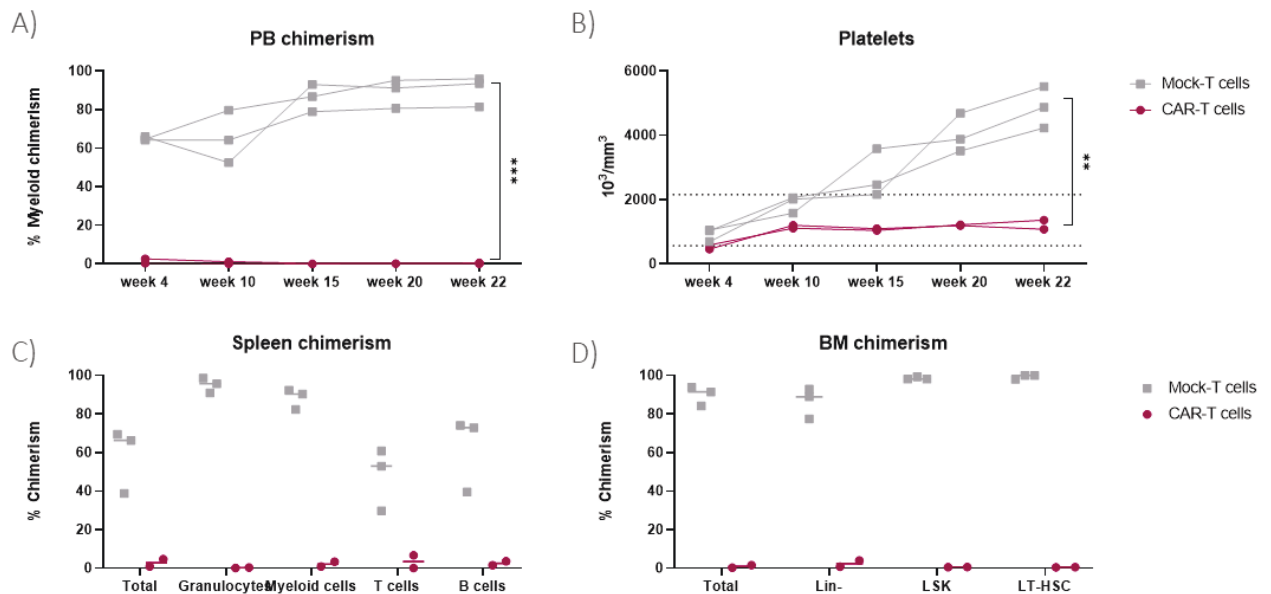 A)
PB chimerism
% Myeloid chimerism
100
80
60
40
20
0
week 4 week 10 week 15 week 20 week 22
***
B)
Platelets
10³/mm³
6000
4000
2000
0
week 4 week 10 week 15 week 20 week 22
**
Mock-T cells
CAR-T cells
C)
Spleen chimerism
% Chimerism
100
80
60
40
20
0
Total Granulocytes Myeloid cells T cells B cells
D)
BM chimerism
% Chimerism
100
80
60
40
20
0
Total Lin- LSK LT-HSC
Mock-T cells
CAR-T cells